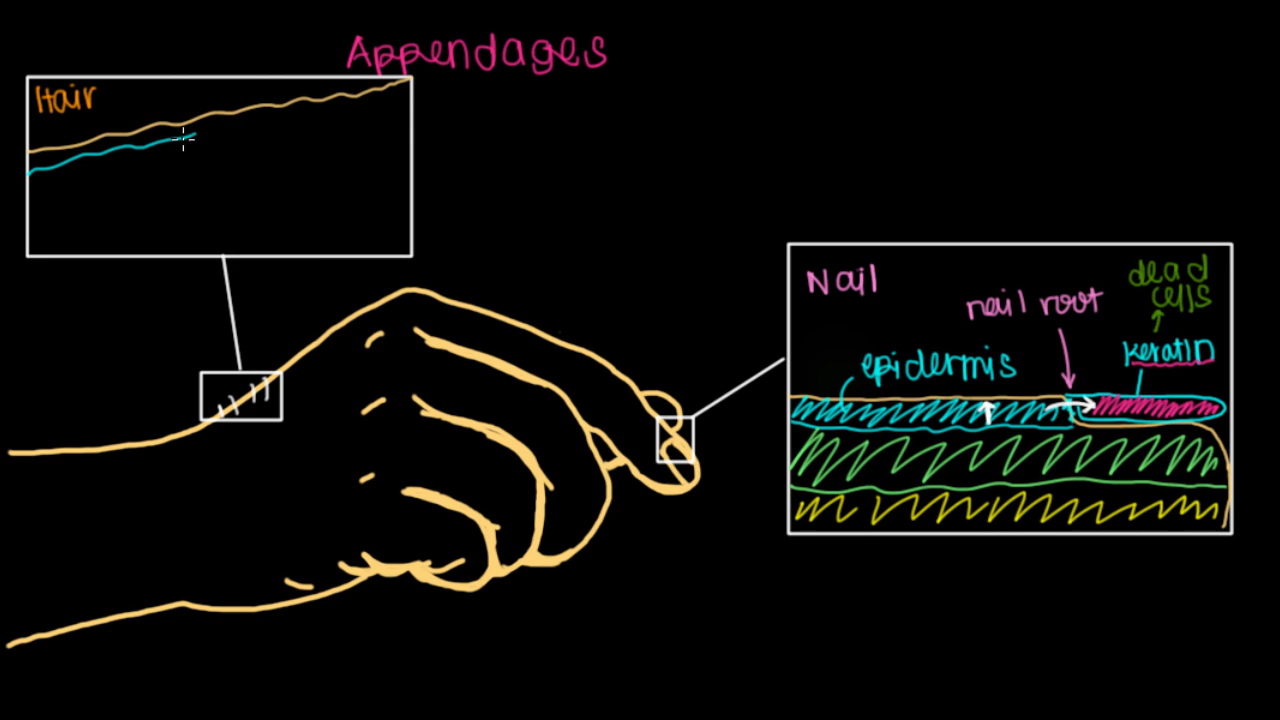 Appendages
Hair
Nail
dead
cells
nail root
keratin
epidermis